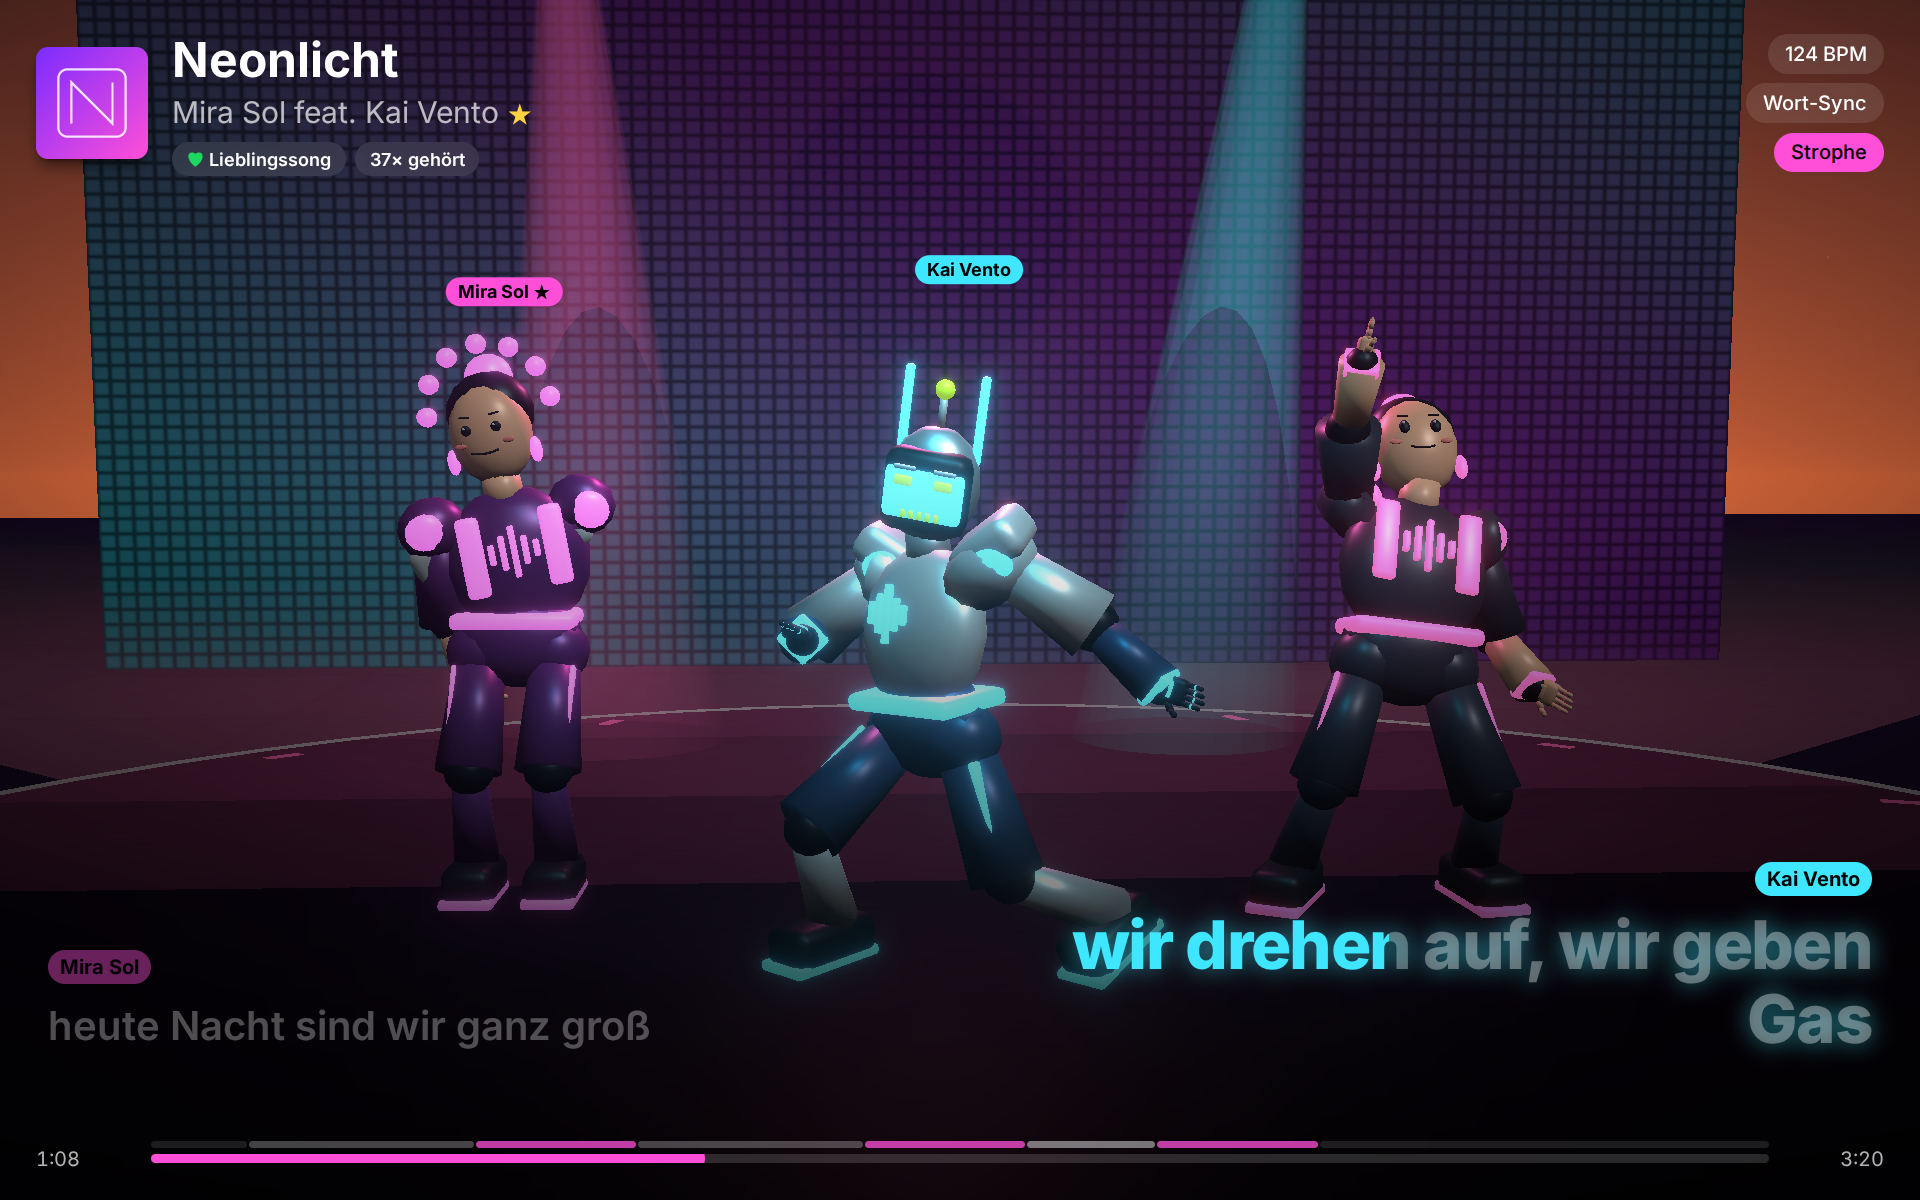 N
Neonlicht
Mira Sol feat. Kai Vento ★
Lieblingssong
37× gehört
124 BPM
Wort-Sync
Strophe
Mira Sol ★
Kai Vento
Kai Vento
wir drehen auf, wir geben
Gas
Mira Sol
heute Nacht sind wir ganz groß
1:08
3:20